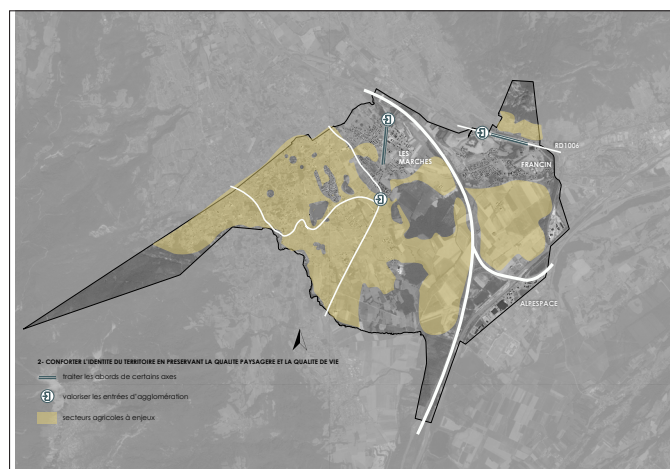 RD1006
LES
MARCHES
FRANCIN
ALPESPACE
2- CONFORTER L'IDENTITE DU TERRITOIRE EN PRESERVANT LA QUALITE PAYSAGERE ET LA QUALITE DE VIE
traiter les abords de certains axes
valoriser les entrées d'agglomération
secteurs agricoles à enjeux